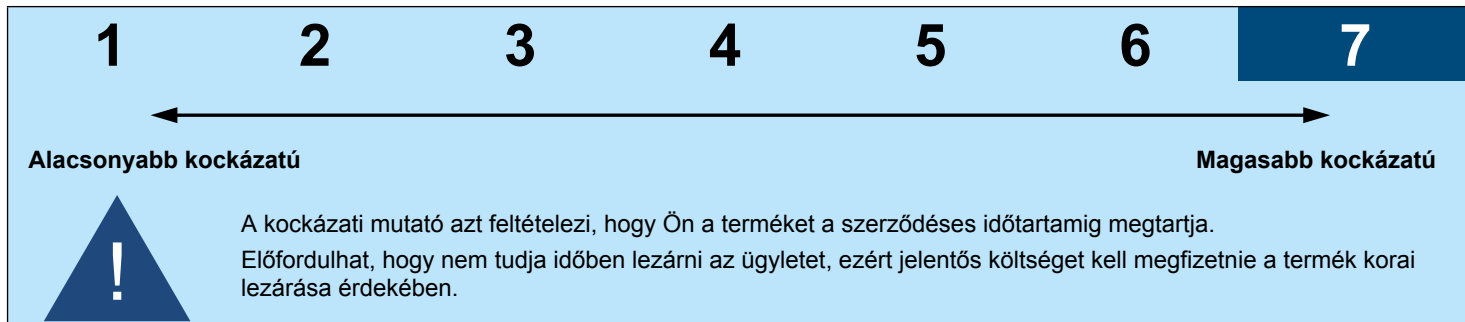 1 2 3 4 5 6 7
Alacsonyabb kockázatú Magasabb kockázatú
!
A kockázati mutató azt feltételezi, hogy Ön a terméket a szerződéses időtartamig megtartja.
Előfordulhat, hogy nem tudja időben lezárni az ügyletet, ezért jelentős költséget kell megfizetnie a termék korai
lezárása érdekében.